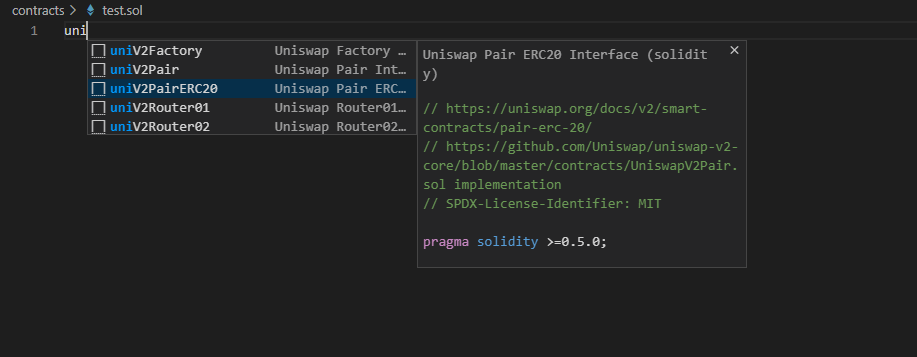 contracts > test.sol
1 uni
uniV2Factory Uniswap Factory ...
uniV2Pair Uniswap Pair Int...
uniV2PairERC20 Uniswap Pair ERC...
uniV2Router01 Uniswap Router01...
uniV2Router02 Uniswap Router02...
Uniswap Pair ERC20 Interface (solidit
y)
// https://uniswap.org/docs/v2/smart-
contracts/pair-erc-20/
// https://github.com/Uniswap/uniswap-v2-
core/blob/master/contracts/UniswapV2Pair.
sol implementation
// SPDX-License-Identifier: MIT
pragma solidity >=0.5.0;